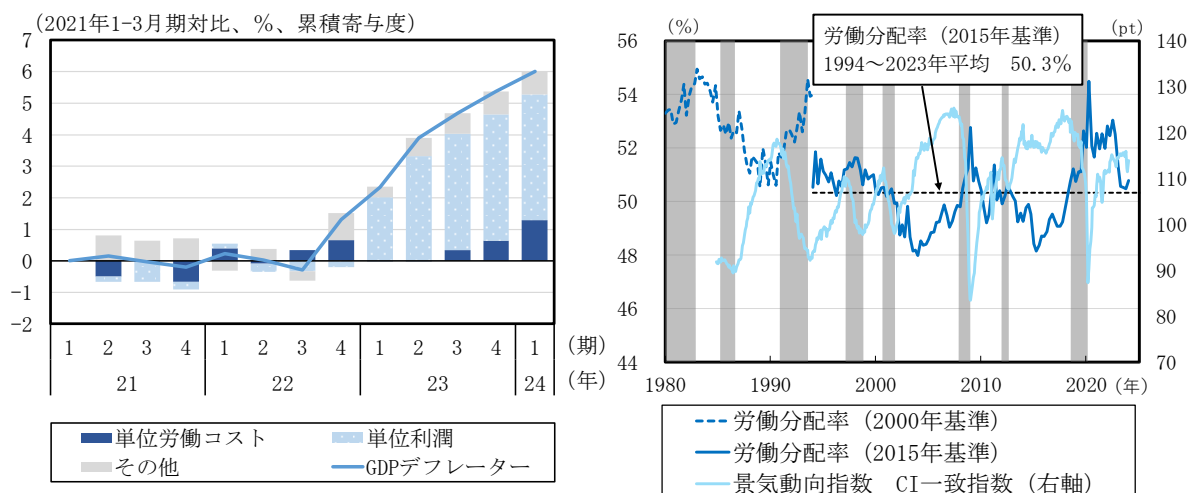 (2021年1-3月期対比、%、累積寄与度)
7
6
5
4
3
2
1
0
-1
-2
1 2 3 4 1 2 3 4 1 2 3 4 1 (期)
21 22 23 24 (年)
単位労働コスト 単位利潤
その他 GDPデフレーター
(%) (pt)
労働分配率(2015年基準)
1994~2023年平均 50.3%
56
54
52
50
48
46
44
140
130
120
110
100
90
80
70
1980 1990 2000 2010 2020 (年)
労働分配率(2000年基準)
労働分配率(2015年基準)
景気動向指数 CI一致指数(右軸)